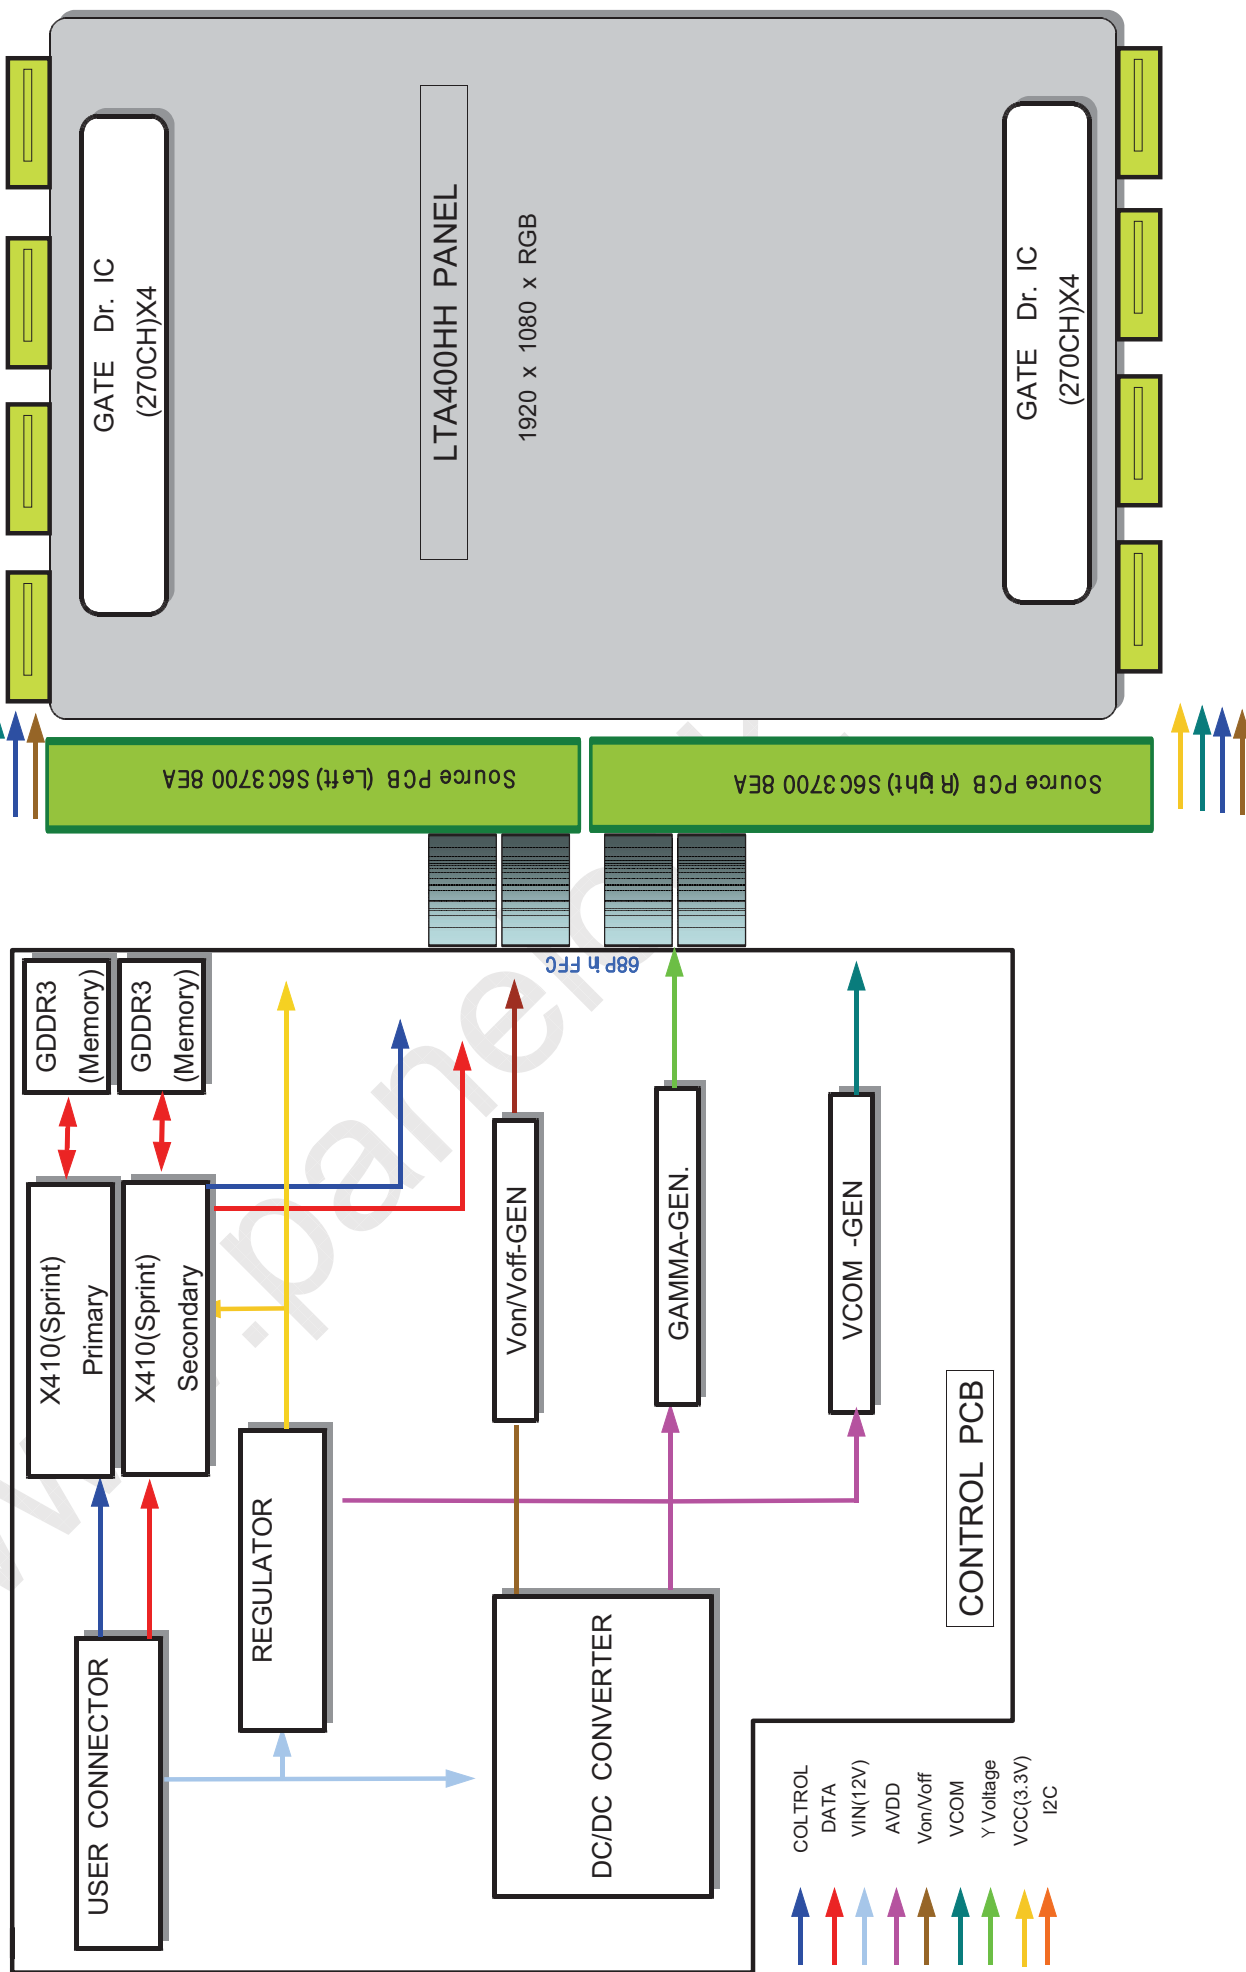 GATE Dr. IC
(270CH)X4
LTA400HH PANEL
1920 x 1080 x RGB
GATE Dr. IC
(270CH)X4
Source PCB (Left) S6C3700 8EA
Source PCB (Right) S6C3700 8EA
68Pin FFC
GDDR3
(Memory)
GDDR3
(Memory)
X410(Sprint)
Primary
X410(Sprint)
Secondary
USER CONNECTOR
REGULATOR
DC/DC CONVERTER
Von/Voff-GEN
GAMMA-GEN.
VCOM -GEN
CONTROL PCB
COLTROL
DATA
VIN(12V)
AVDD
Von/Voff
VCOM
Y Voltage
VCC(3.3V)
I2C